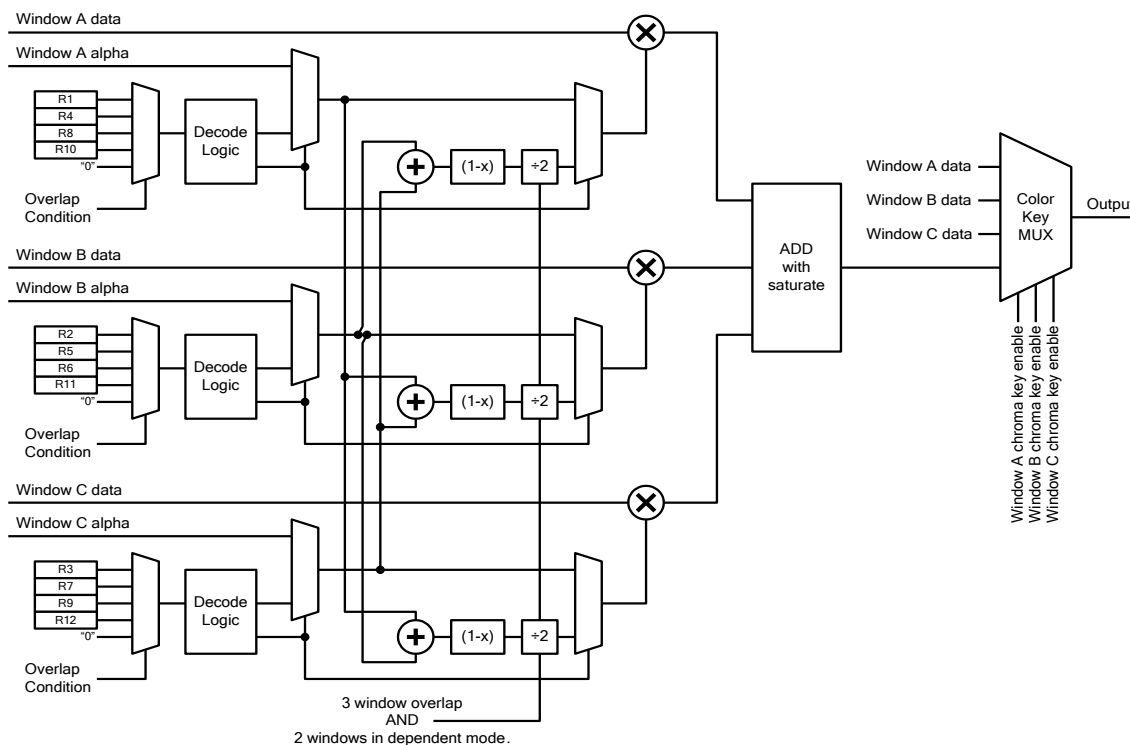 Window A data
Window A alpha
R1
R4
R8
R10
"0"
Overlap
Condition
Decode
Logic
+
(1-x)
÷2
Window B data
Window B alpha
R2
R5
R6
R11
"0"
Overlap
Condition
Decode
Logic
+
(1-x)
÷2
Window C data
Window C alpha
R3
R7
R9
R12
"0"
Overlap
Condition
Decode
Logic
+
(1-x)
÷2
3 window overlap
AND
2 windows in dependent mode.
ADD
with
saturate
Window A data
Window B data
Window C data
Color
Key
MUX
Output
Window A chroma key enable
Window B chroma key enable
Window C chroma key enable